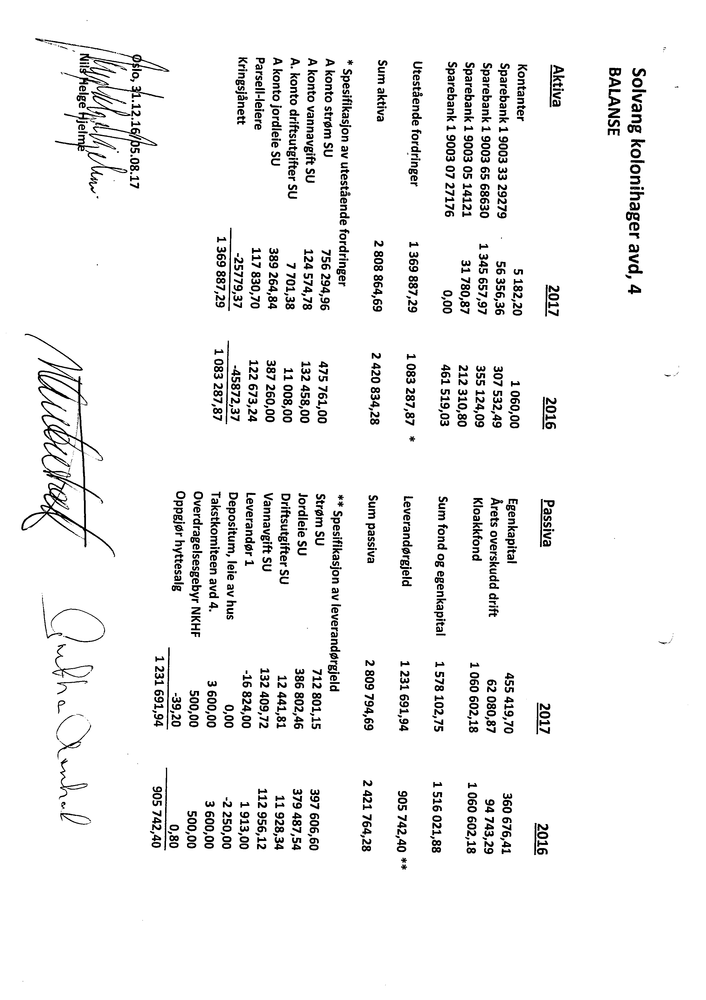 Solvang kolonihager avd, 4
BALANSE
Aktiva 2017 2016 Passiva 2017 2016
Kontanter 5 182,20 1 060,00 Egenkapital 455 419,70 360 676,41
Sparebank 1 9003 33 29279 56 356,36 307 532,49 Årets overskudd drift 62 080,87 94 743,29
Sparebank 1 9003 65 68630 1 345 657,97 355 124,09 Kloakkfond 1 060 602,18 1 060 602,18
Sparebank 1 9003 05 14121 31 780,87 212 310,80
Sparebank 1 9003 07 27176 0,00 461 519,03 Sum fond og egenkapital 1 578 102,75 1 516 021,88
Utestående fordringer 1 369 887,29 1 083 287,87 * Leverandørgjeld 1 231 691,94 905 742,40 **
Sum aktiva 2 808 864,69 2 420 834,28 Sum passiva 2 809 794,69 2 421 764,28
* Spesifikasjon av utestående fordringer ** Spesifikasjon av leverandørgjeld
A konto strøm SU 756 294,96 475 761,00 Strøm SU 712 801,15 397 606,60
A konto vannavgift SU 124 574,78 132 458,00 Jordleie SU 386 802,46 379 487,54
A. konto driftsutgifter SU 7 701,38 11 008,00 Driftsutgifter SU 12 441,81 11 928,34
A konto jordleie SU 389 264,84 387 260,00 Vannavgift SU 132 409,72 112 956,12
Parsell-leiere 117 830,70 122 673,24 Leverandør 1 -16 824,00 1 913,00
Kringsjånett -25779,37 -45872,37 Depositum, leie av hus 0,00 -2 250,00
1 369 887,29 1 083 287,87 Takstkomiteen avd 4. 3 600,00 3 600,00
Overdragelsesgebyr NKHF 500,00 500,00
Oppgjør hyttesalg -39,20 0,80
1 231 691,94 905 742,40
Oslo, 31.12.16/05.08.17
Nils Helge Hjelme